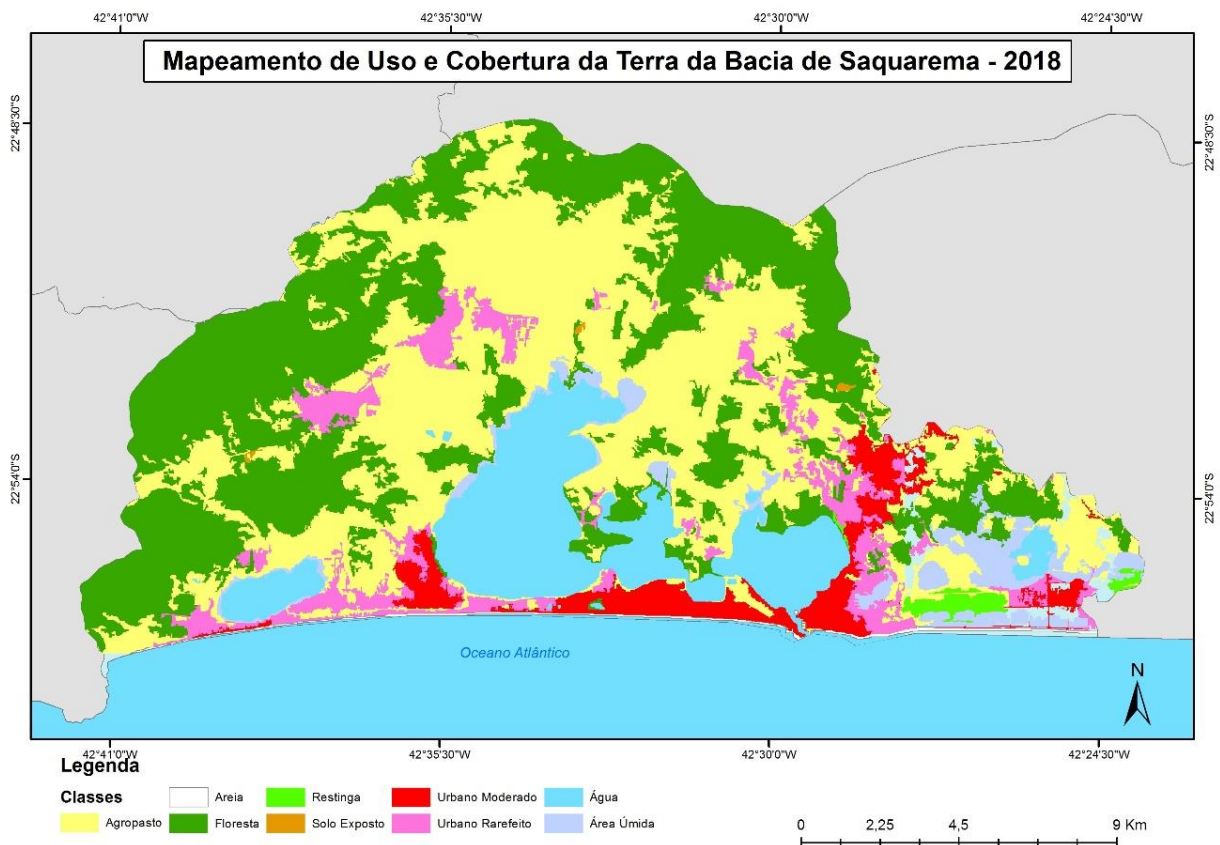 42°41'0"W 42°35'30"W 42°30'0"W 42°24'30"W
Mapeamento de Uso e Cobertura da Terra da Bacia de Saquarema - 2018
22°48'30"S 22°48'30"S
22°54'0"S 22°54'0"S
Oceano Atlântico
N
42°41'0"W 42°35'30"W 42°30'0"W 42°24'30"W
Legenda
Classes Areia Restinga Urbano Moderado Água
Agropasto Floresta Solo Exposto Urbano Rarefeito Área Úmida
0 2,25 4,5 9 Km